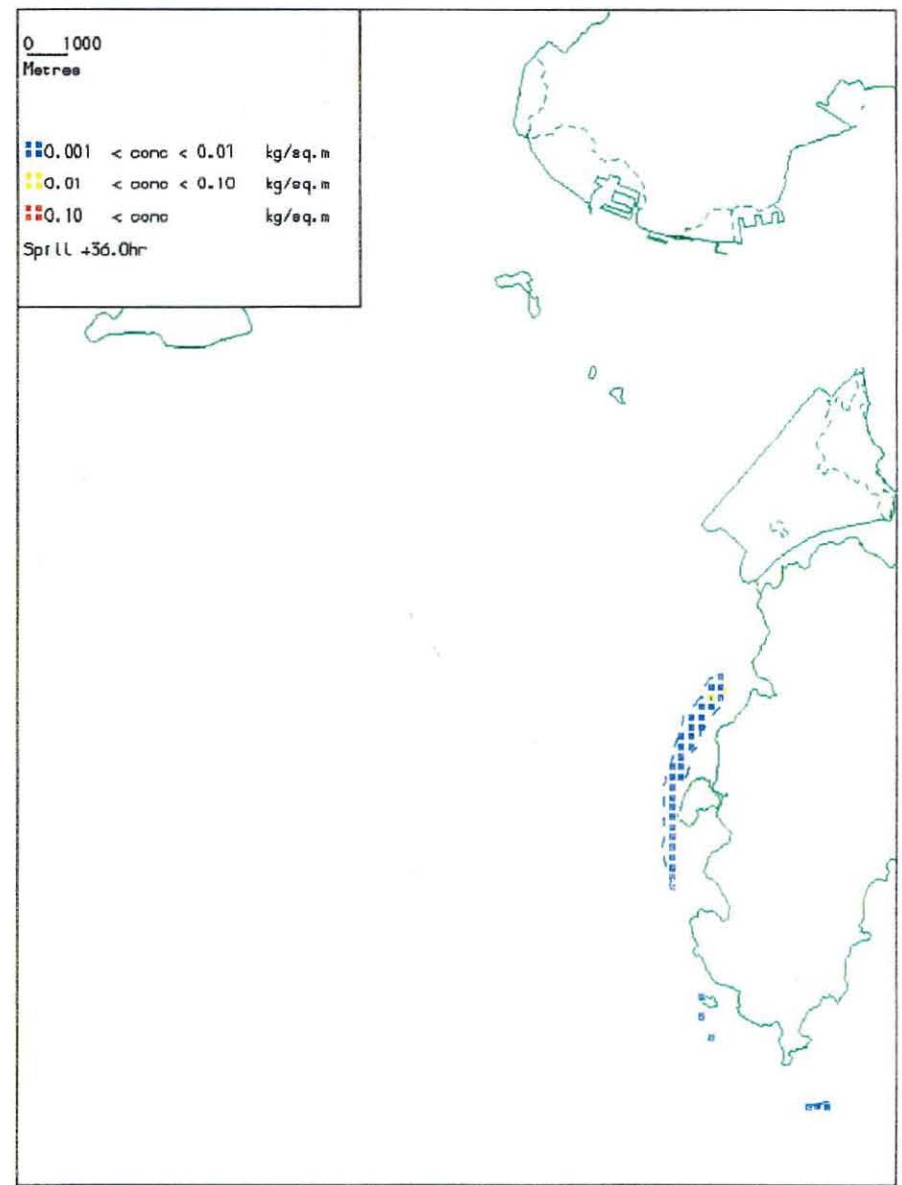 0 1000
Metres
0.001 < conc < 0.01 kg/sq.m
0.01 < conc < 0.10 kg/sq.m
0.10 < conc kg/sq.m
Spill +36.0hr